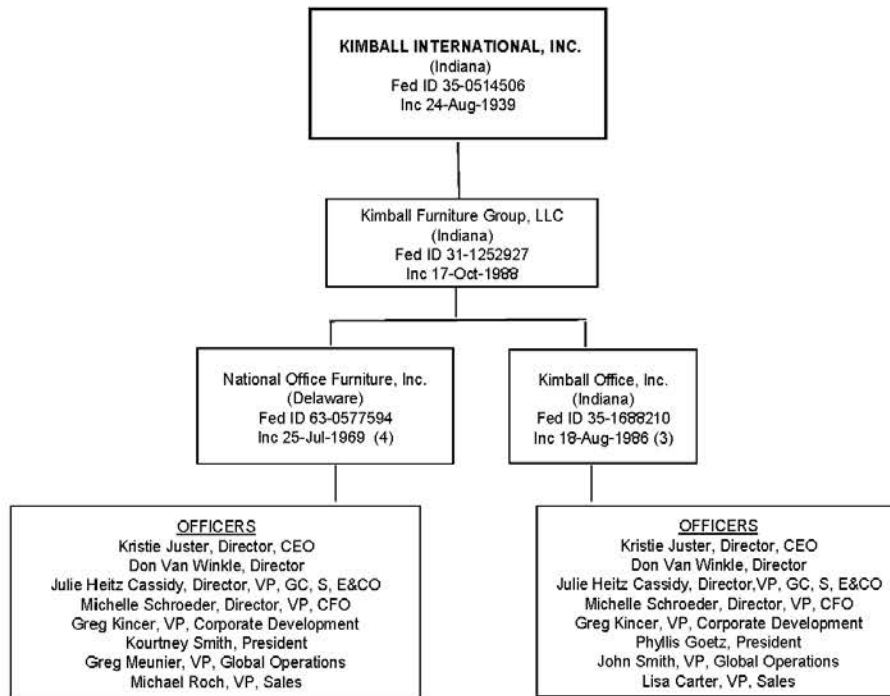 KIMBALL INTERNATIONAL, INC.
(Indiana)
Fed ID 35-0514506
Inc 24-Aug-1939
Kimball Furniture Group, LLC
(Indiana)
Fed ID 31-1252927
Inc 17-Oct-1988
National Office Furniture, Inc.
(Delaware)
Fed ID 63-0577594
Inc 25-Jul-1969 (4)
Kimball Office, Inc.
(Indiana)
Fed ID 35-1688210
Inc 18-Aug-1986 (3)
OFFICERS
Kristie Juster, Director, CEO
Don Van Winkle, Director
Julie Heitz Cassidy, Director, VP, GC, S, E&CO
Michelle Schroeder, Director, VP, CFO
Greg Kincer, VP, Corporate Development
Kourtney Smith, President
Greg Meunier, VP, Global Operations
Michael Roch, VP, Sales
OFFICERS
Kristie Juster, Director, CEO
Don Van Winkle, Director
Julie Heitz Cassidy, Director,VP, GC, S, E&CO
Michelle Schroeder, Director, VP, CFO
Greg Kincer, VP, Corporate Development
Phyllis Goetz, President
John Smith, VP, Global Operations
Lisa Carter, VP, Sales